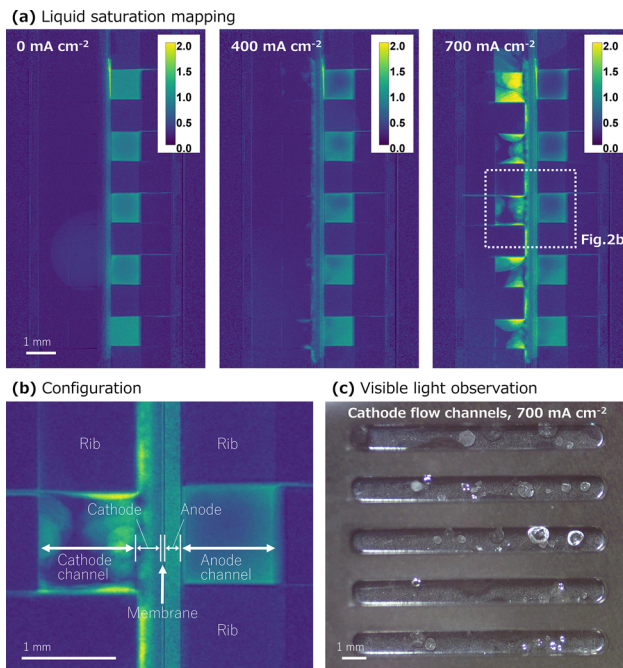 (a) Liquid saturation mapping
0 mA cm-2
2.0
1.5
1.0
0.5
0.0
1 mm
400 mA cm-2
2.0
1.5
1.0
0.5
0.0
700 mA cm-2
2.0
1.5
1.0
0.5
0.0
Fig.2b
(b) Configuration
Rib
Rib
Cathode
Anode
Cathode
channel
Anode
channel
Membrane
Rib
1 mm
(c) Visible light observation
Cathode flow channels, 700 mA cm-2
1 mm